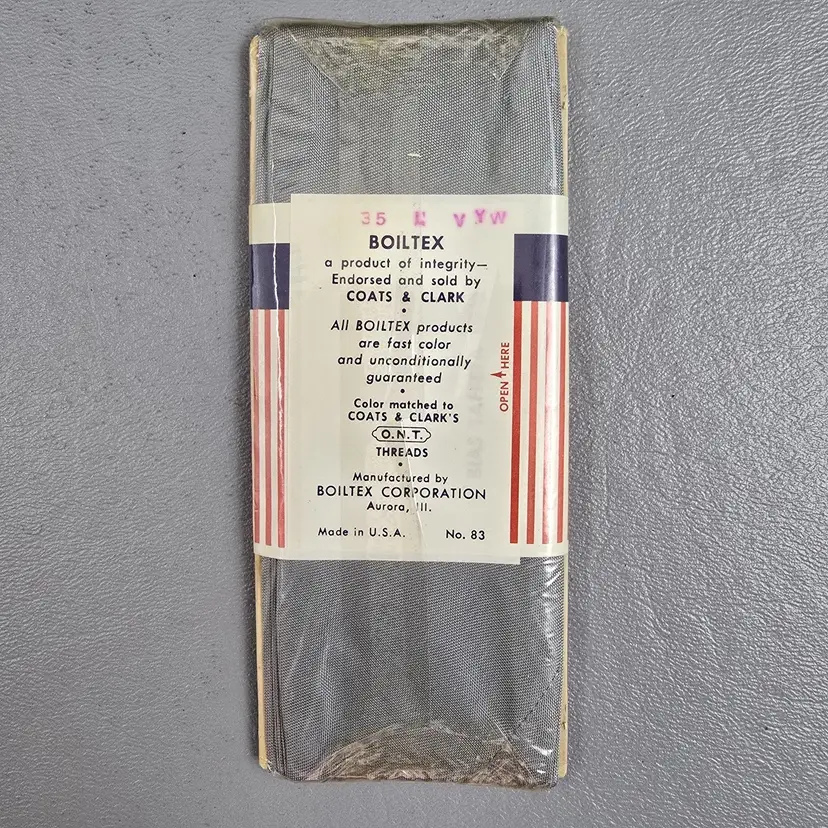 35
BOILTEX
a product of integrity—
Endorsed and sold by
COATS & CLARK
•
All BOILTEX products
are fast color
and unconditionally
guaranteed
•
Color matched to
COATS & CLARK'S
O.N.T.
THREADS
•
Manufactured by
BOILTEX CORPORATION
Aurora, Ill.
Made in U.S.A. No. 83
OPEN HERE